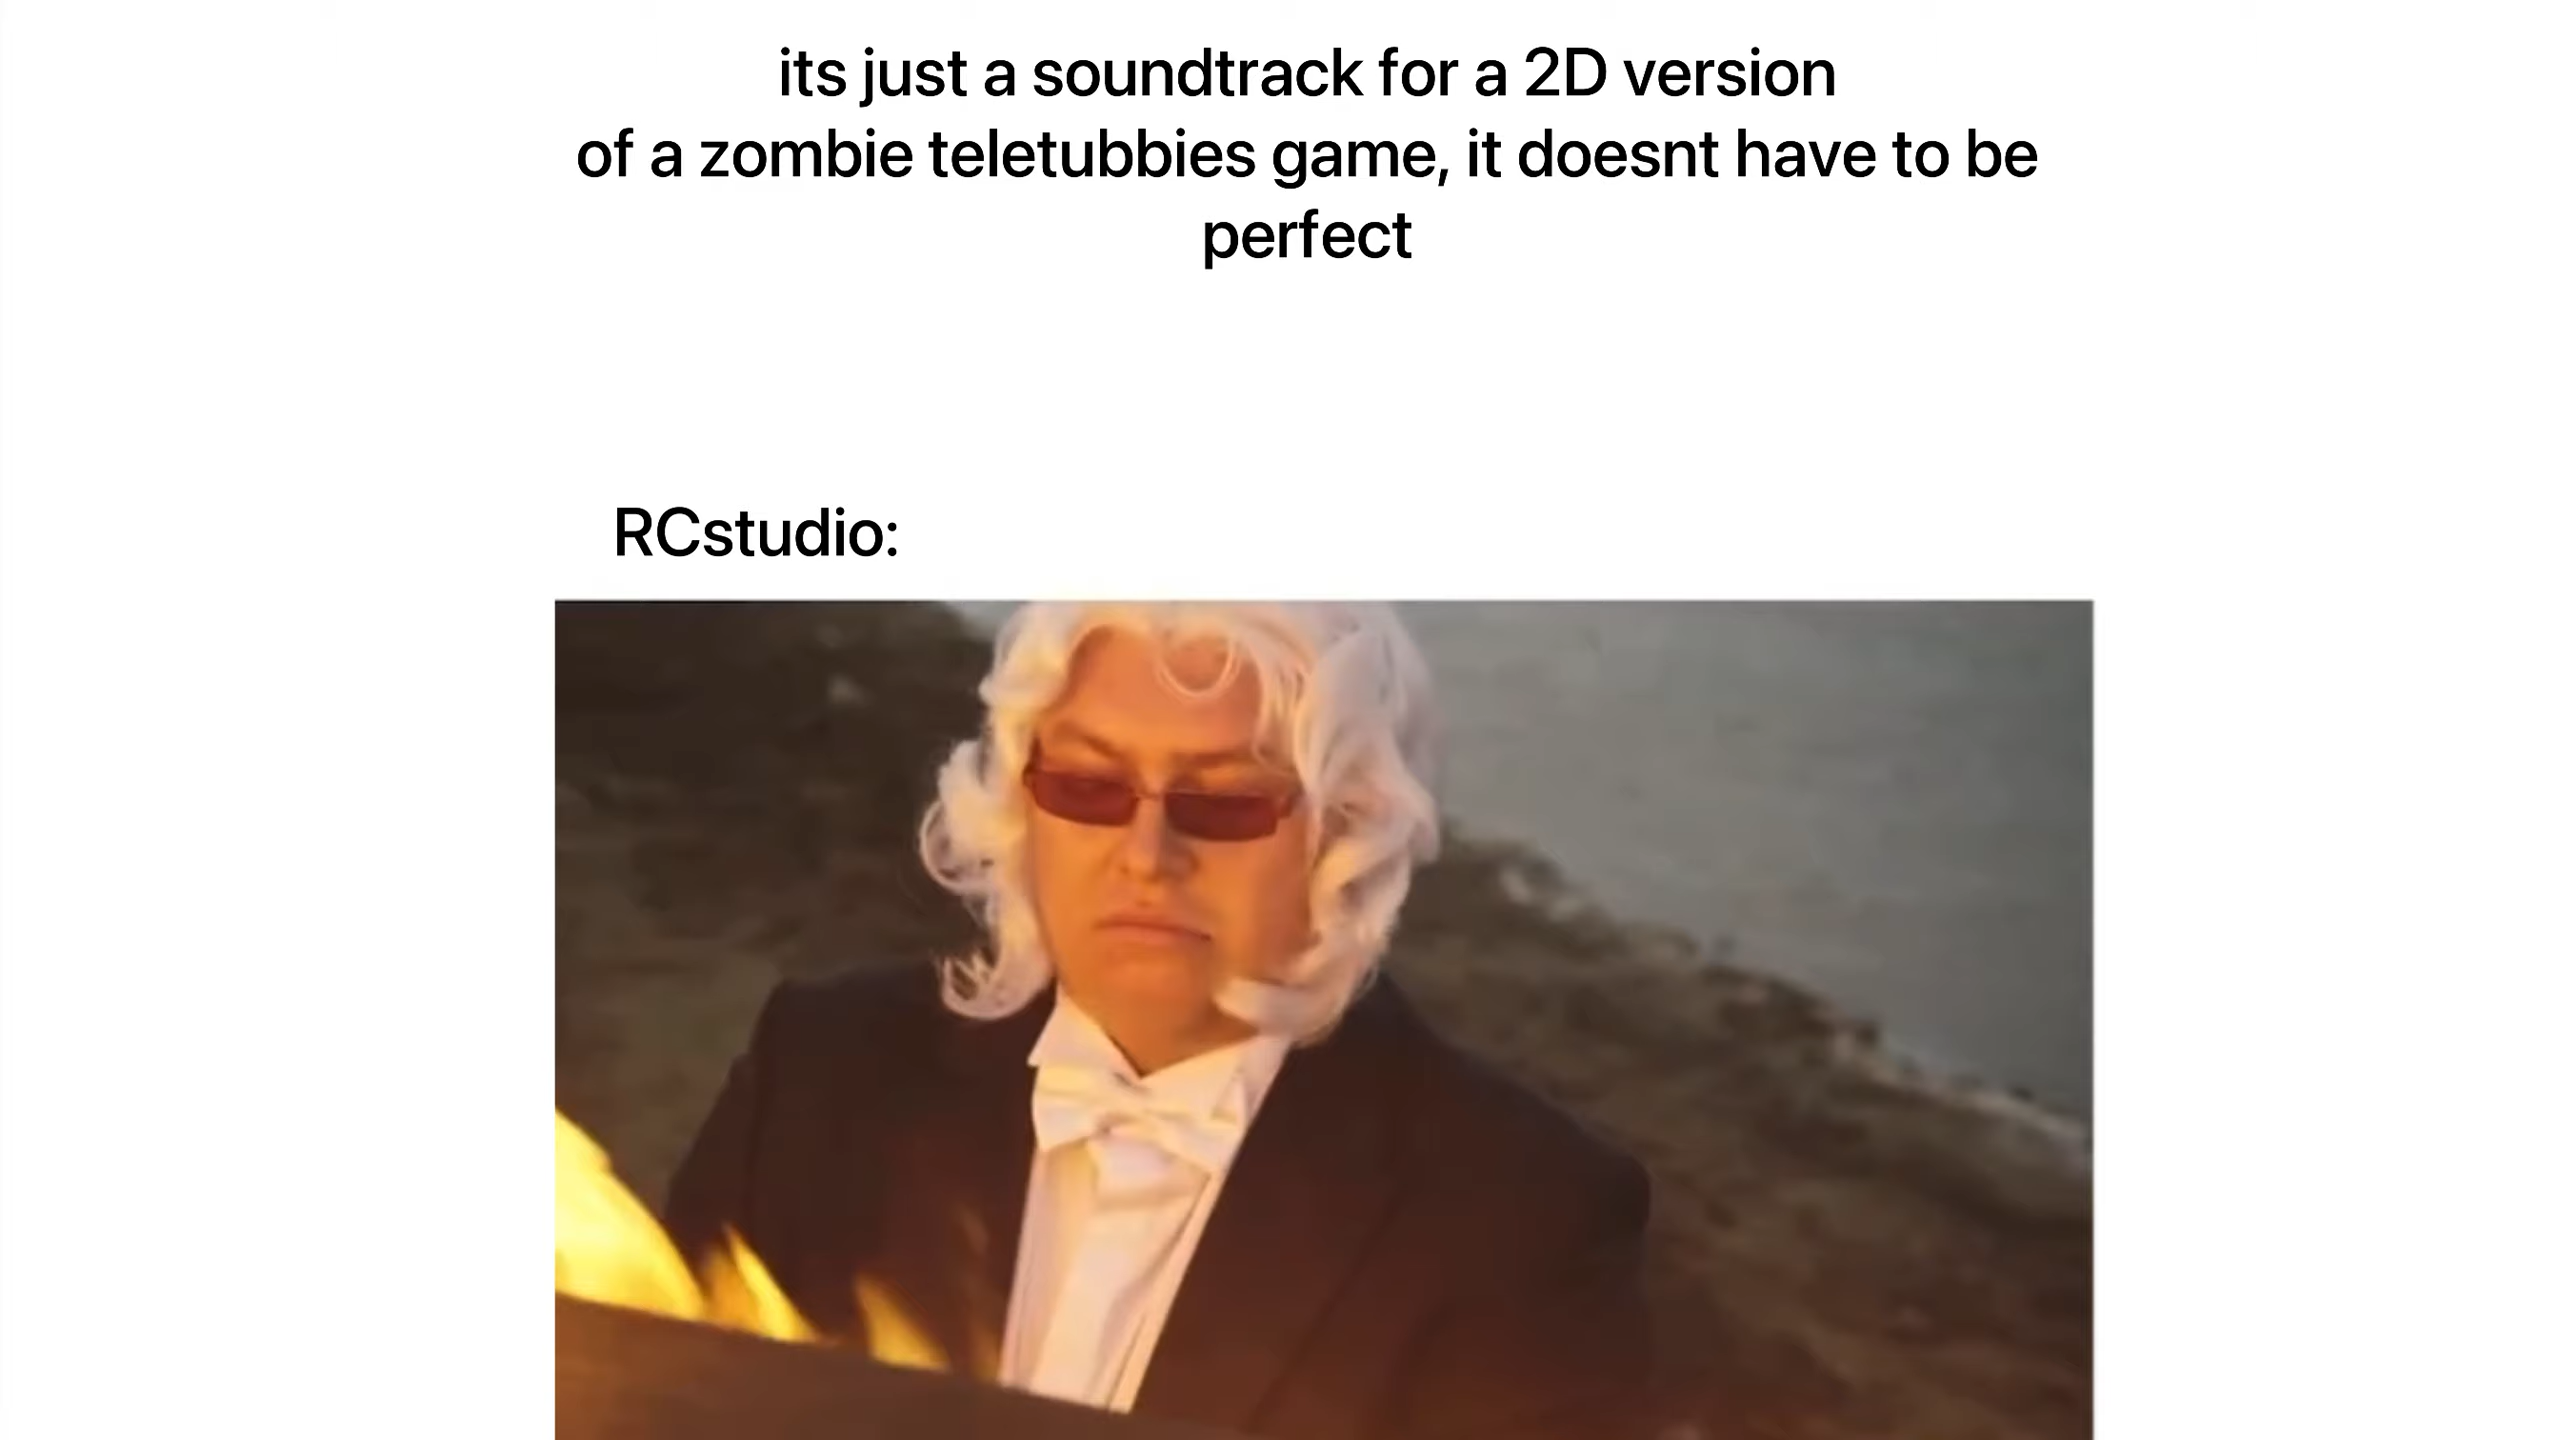 its just a soundtrack for a 2D version
of a zombie teletubbies game, it doesnt have to be
perfect
RCstudio: